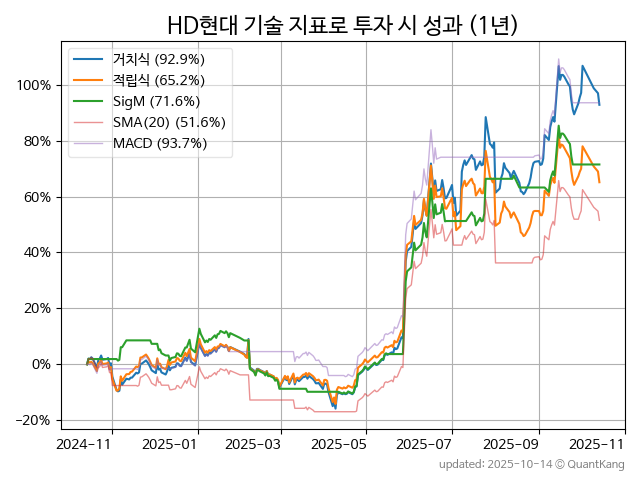 HD현대 기술 지표로 투자 시 성과 (1년)
거치식 (92.9%)
적립식 (65.2%)
SigM (71.6%)
SMA(20) (51.6%)
MACD (93.7%)
100%
80%
60%
40%
20%
0%
−20%
2024-11
2025-01
2025-03
2025-05
2025-07
2025-09
2025-11
updated: 2025-10-14 © QuantKang